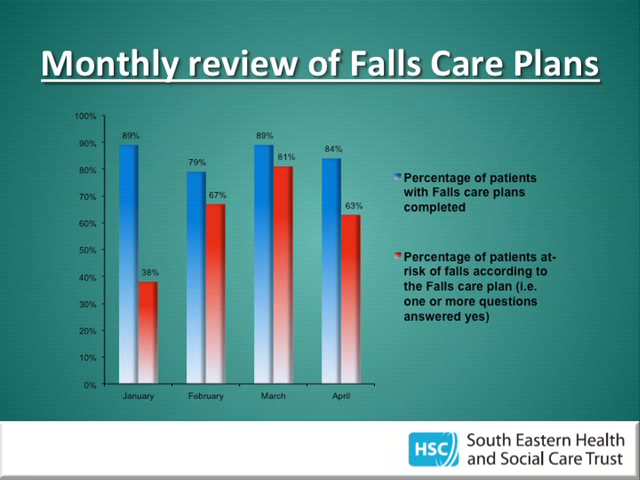 Monthly review of Falls Care Plans
100%
90%
80%
70%
60%
50%
40%
30%
20%
10%
0%
89%
38%
79%
67%
89%
81%
84%
63%
January
February
March
April
Percentage of patients
with Falls care plans
completed
Percentage of patients at-
risk of falls according to
the Falls care plan (i.e.
one or more questions
answered yes)
HSC
South Eastern Health
and Social Care Trust